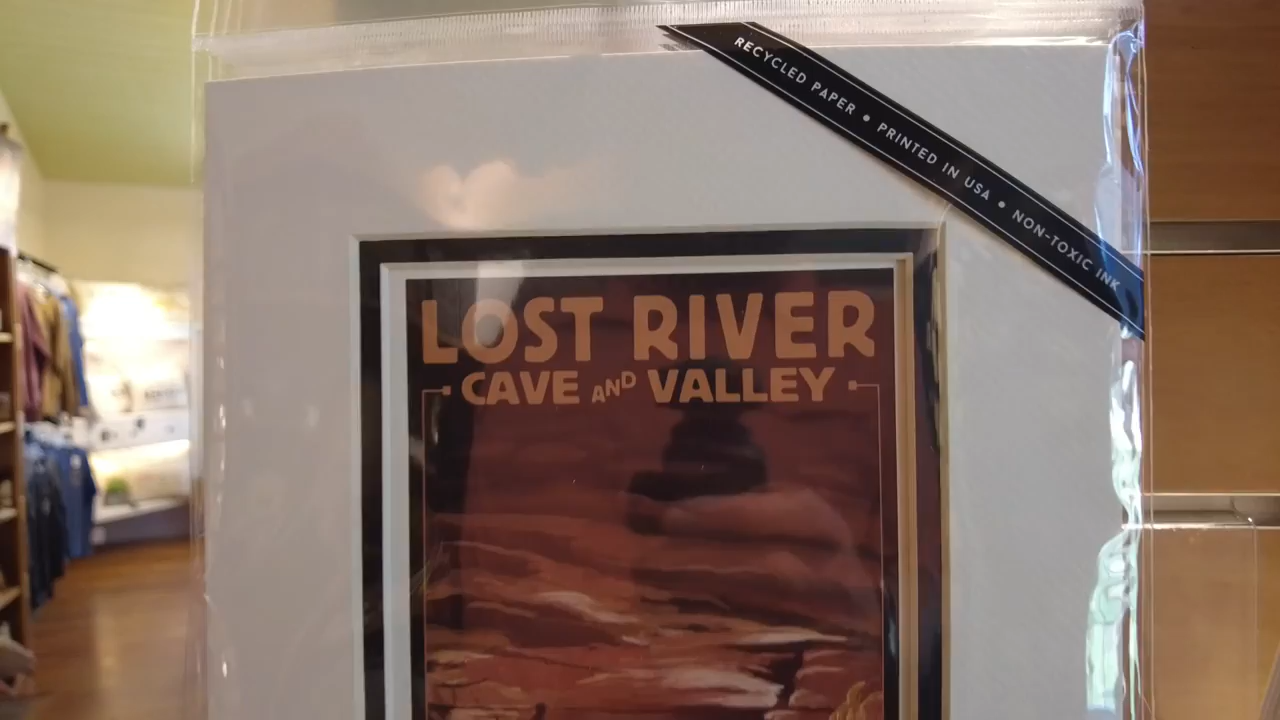 RECYCLED PAPER • PRINTED IN USA • NON-TOXIC INK
LOST RIVER
CAVE AND VALLEY